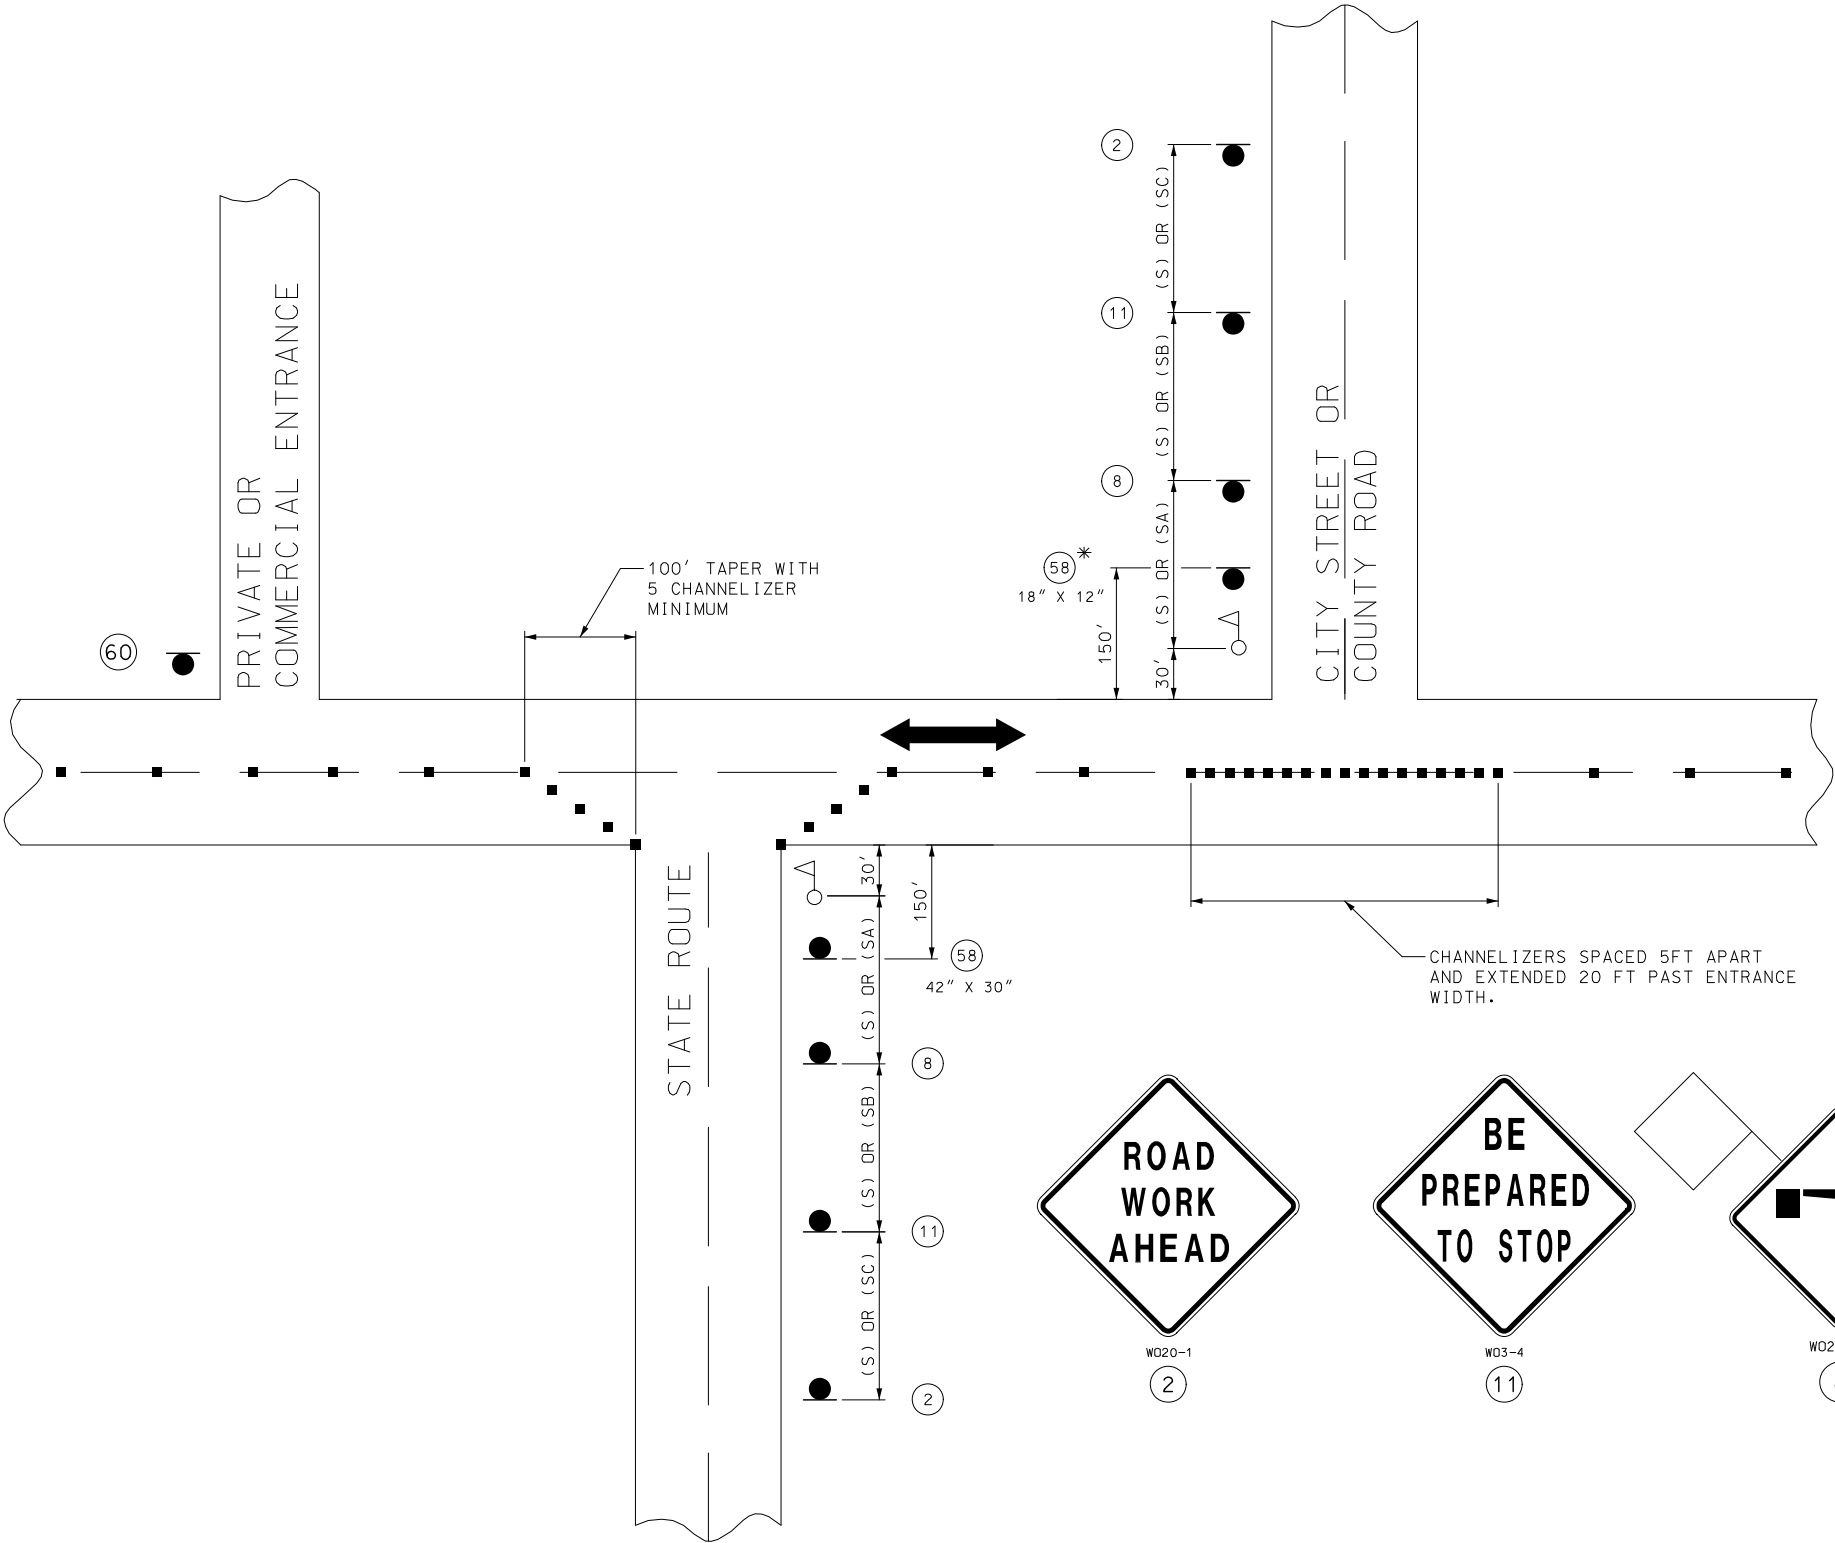 2
(S) OR (SC)
11
(S) OR (SB)
8
(S) OR (SA)
58*
18" X 12"
150'
30'
CITY STREET OR
COUNTY ROAD
PRIVATE OR
COMMERCIAL ENTRANCE
60
100' TAPER WITH
5 CHANNELIZER
MINIMUM
STATE ROUTE
30'
150'
(S) OR (SA)
58
42" X 30"
8
(S) OR (SB)
11
(S) OR (SC)
2
CHANNELIZERS SPACED 5FT APART
AND EXTENDED 20 FT PAST ENTRANCE
WIDTH.
ROAD
WORK
AHEAD
WO20-1
2
BE
PREPARED
TO STOP
WO3-4
11